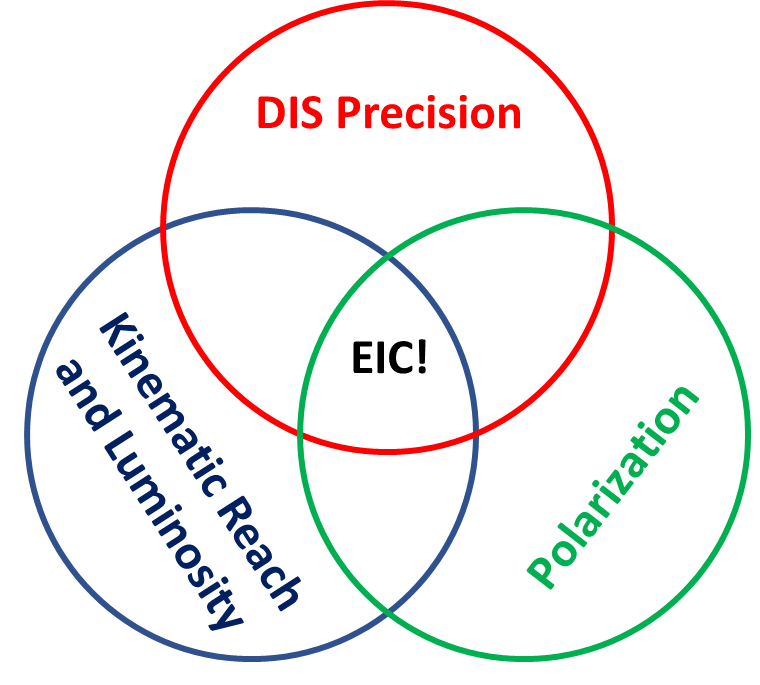 DIS Precision
EIC!
Kinematic Reach
and Luminosity
Polarization